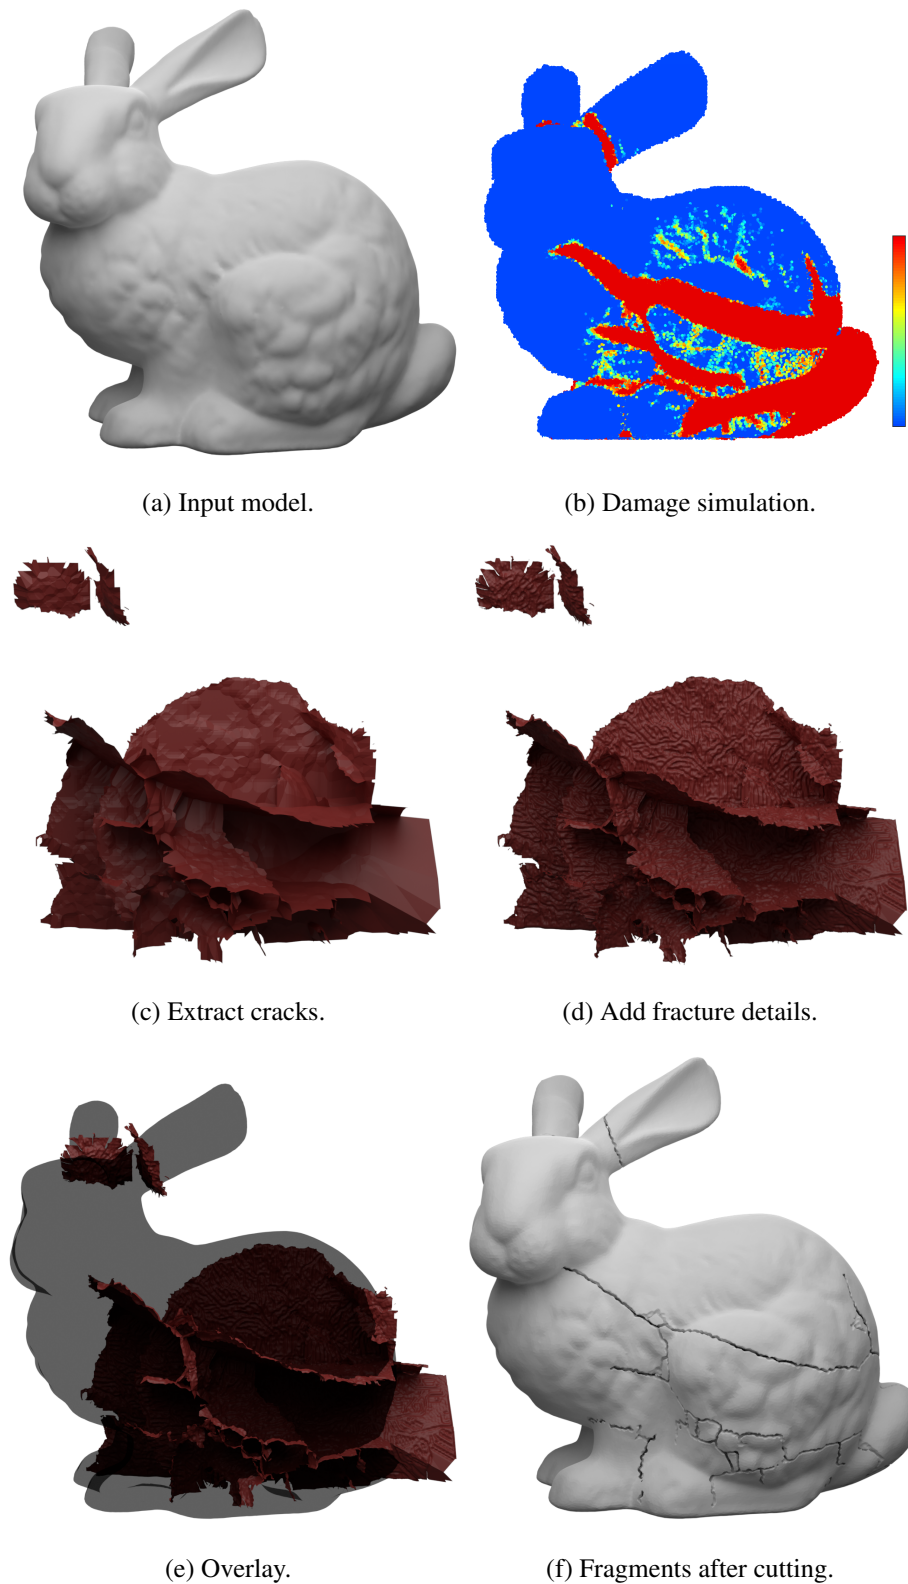 (a) Input model.
(b) Damage simulation.
(c) Extract cracks.
(d) Add fracture details.
(e) Overlay.
(f) Fragments after cutting.